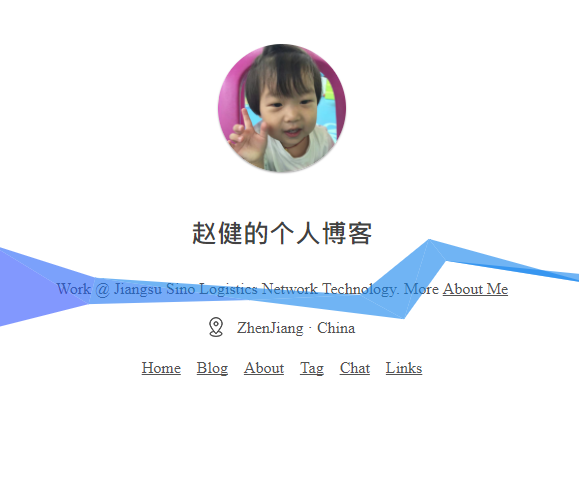 赵健的个人博客
Work @ Jiangsu Sino Logistics Network Technology. More About Me
ZhenJiang · China
Home Blog About Tag Chat Links